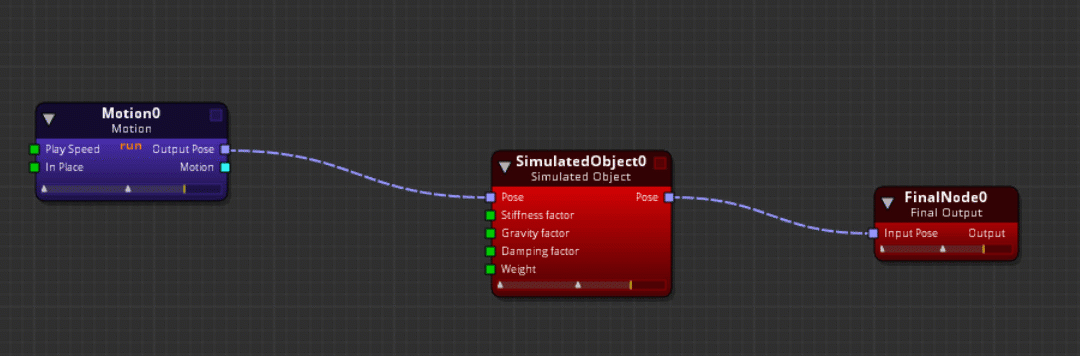 Motion0
Motion
Play Speed run Output Pose
In Place Motion
SimulatedObject0
Simulated Object
Pose Pose
Stiffness factor
Gravity factor
Damping factor
Weight
FinalNode0
Final Output
Input Pose Output